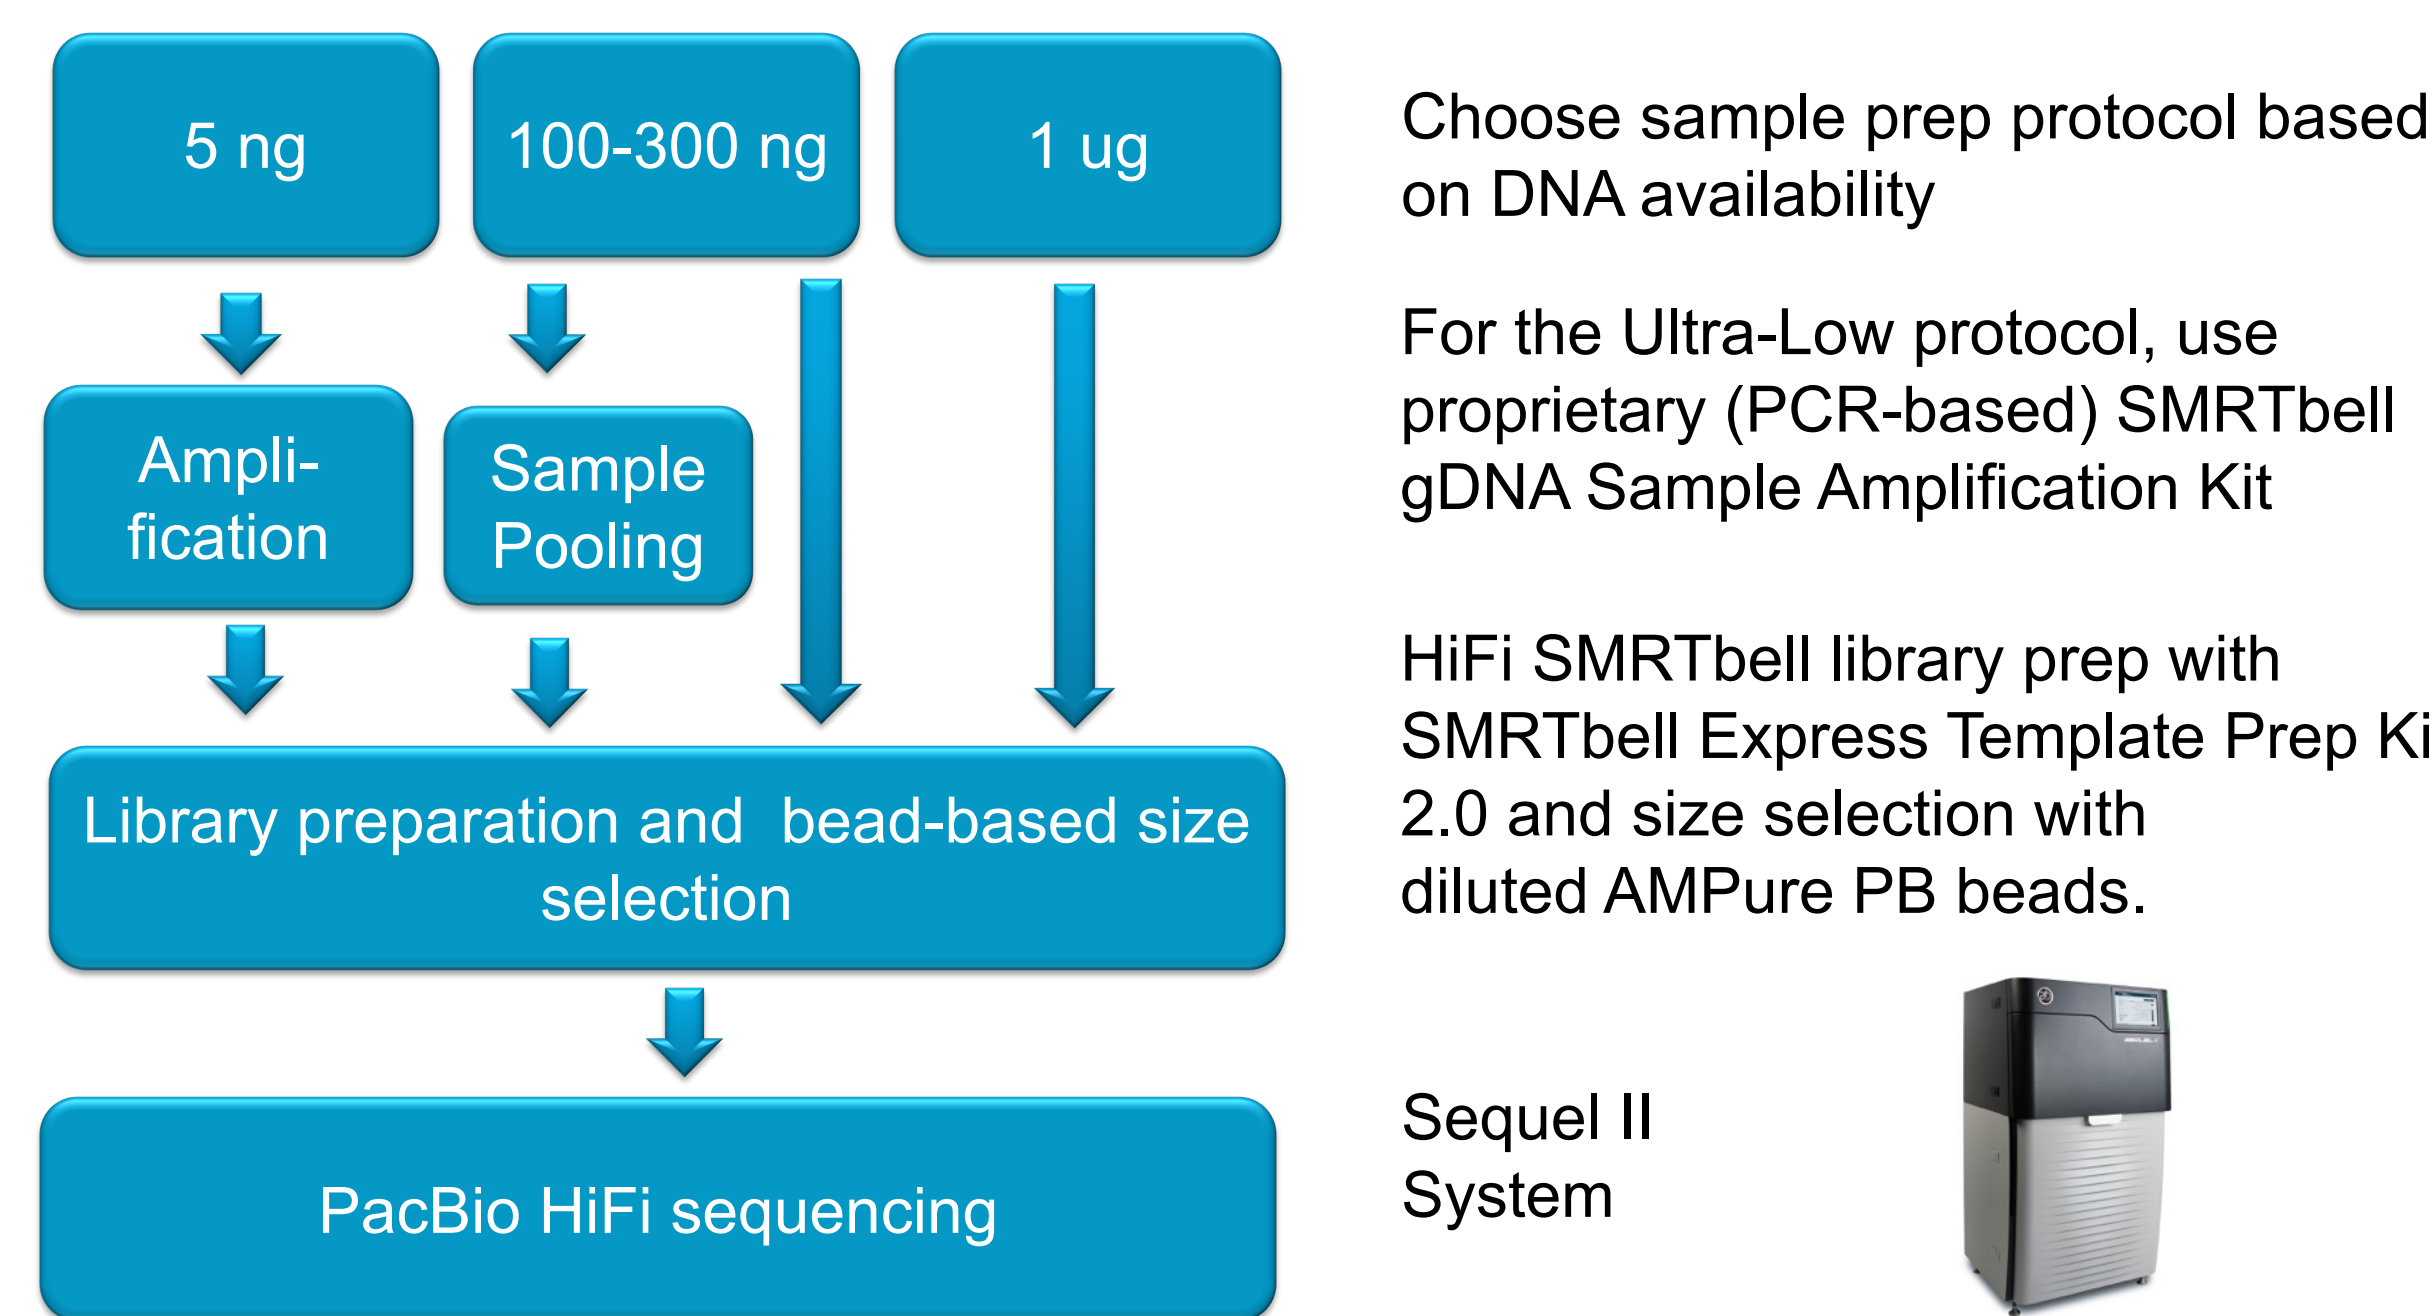 5 ng
100-300 ng
1 ug
Choose sample prep protocol based
on DNA availability
Ampli-
fication
Sample
Pooling
For the Ultra-Low protocol, use
proprietary (PCR-based) SMRTbell
gDNA Sample Amplification Kit
Library preparation and  bead-based size
selection
HiFi SMRTbell library prep with
SMRTbell Express Template Prep Ki
2.0 and size selection with
diluted AMPure PB beads.
PacBio HiFi sequencing
Sequel II
System